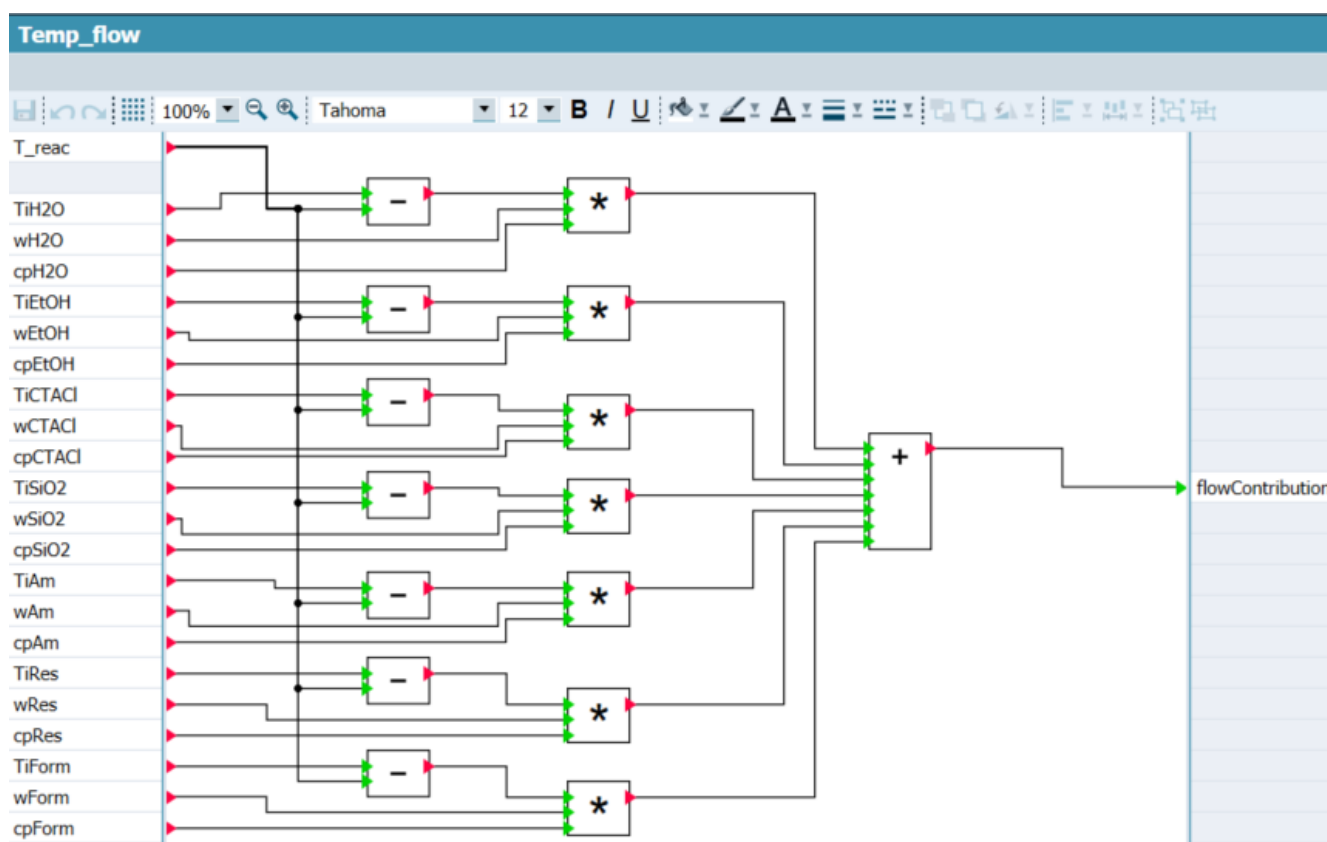 Temp_flow
100% Tahoma 12 B I U A
T_reac
TiH2O
wH2O
cpH2O
TiEtOH
wEtOH
cpEtOH
TiCTACl
wCTACl
cpCTACl
TiSiO2
wSiO2
cpSiO2
TiAm
wAm
cpAm
TiRes
wRes
cpRes
TiForm
wForm
cpForm
- *
- *
- *
- *
- *
- *
- *
+
flowContribution